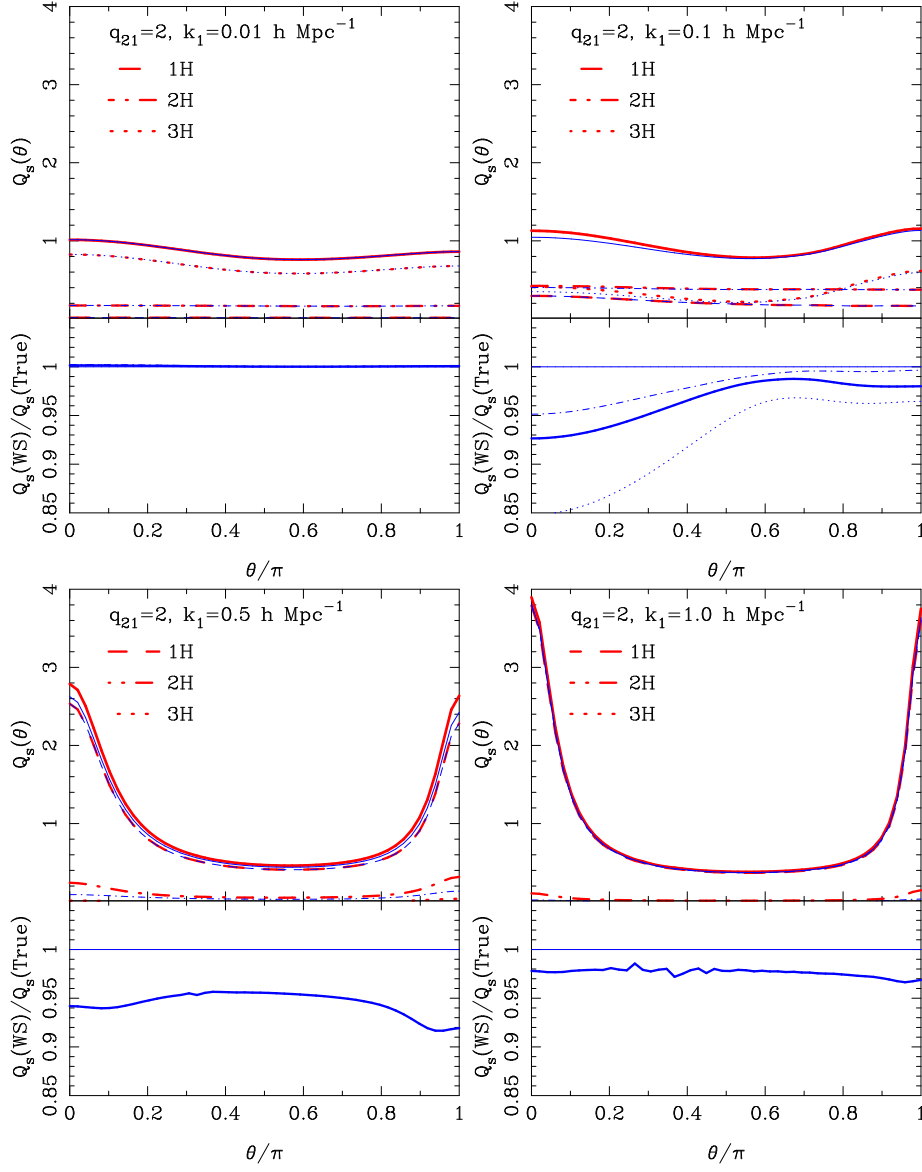 q₂₁=2, k₁=0.01 h Mpc⁻¹
1H
2H
3H
Qₛ(θ)
4
3
2
1
Qₛ(WS)/Qₛ(True)
1
0.95
0.9
0.85
0 0.2 0.4 0.6 0.8 1
θ/π
q₂₁=2, k₁=0.1 h Mpc⁻¹
1H
2H
3H
Qₛ(θ)
4
3
2
1
Qₛ(WS)/Qₛ(True)
1
0.95
0.9
0.85
0 0.2 0.4 0.6 0.8 1
θ/π
q₂₁=2, k₁=0.5 h Mpc⁻¹
1H
2H
3H
Qₛ(θ)
4
3
2
1
Qₛ(WS)/Qₛ(True)
1
0.95
0.9
0.85
0 0.2 0.4 0.6 0.8 1
θ/π
q₂₁=2, k₁=1.0 h Mpc⁻¹
1H
2H
3H
Qₛ(θ)
4
3
2
1
Qₛ(WS)/Qₛ(True)
1
0.95
0.9
0.85
0 0.2 0.4 0.6 0.8 1
θ/π